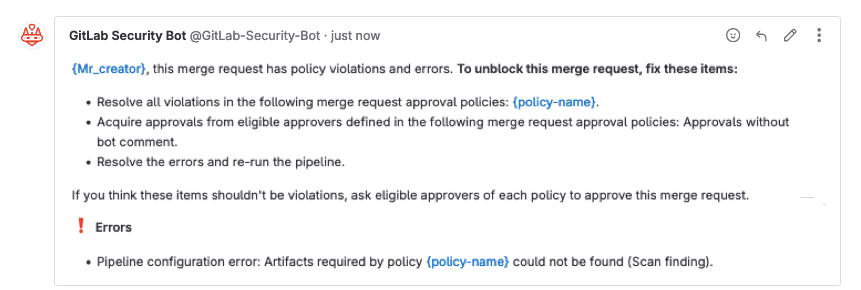 GitLab Security Bot @GitLab-Security-Bot · just now
{Mr_creator}, this merge request has policy violations and errors. To unblock this merge request, fix these items:
• Resolve all violations in the following merge request approval policies: {policy-name}.
• Acquire approvals from eligible approvers defined in the following merge request approval policies: Approvals without
bot comment.
• Resolve the errors and re-run the pipeline.
If you think these items shouldn't be violations, ask eligible approvers of each policy to approve this merge request.
❗ Errors
• Pipeline configuration error: Artifacts required by policy {policy-name} could not be found (Scan finding).